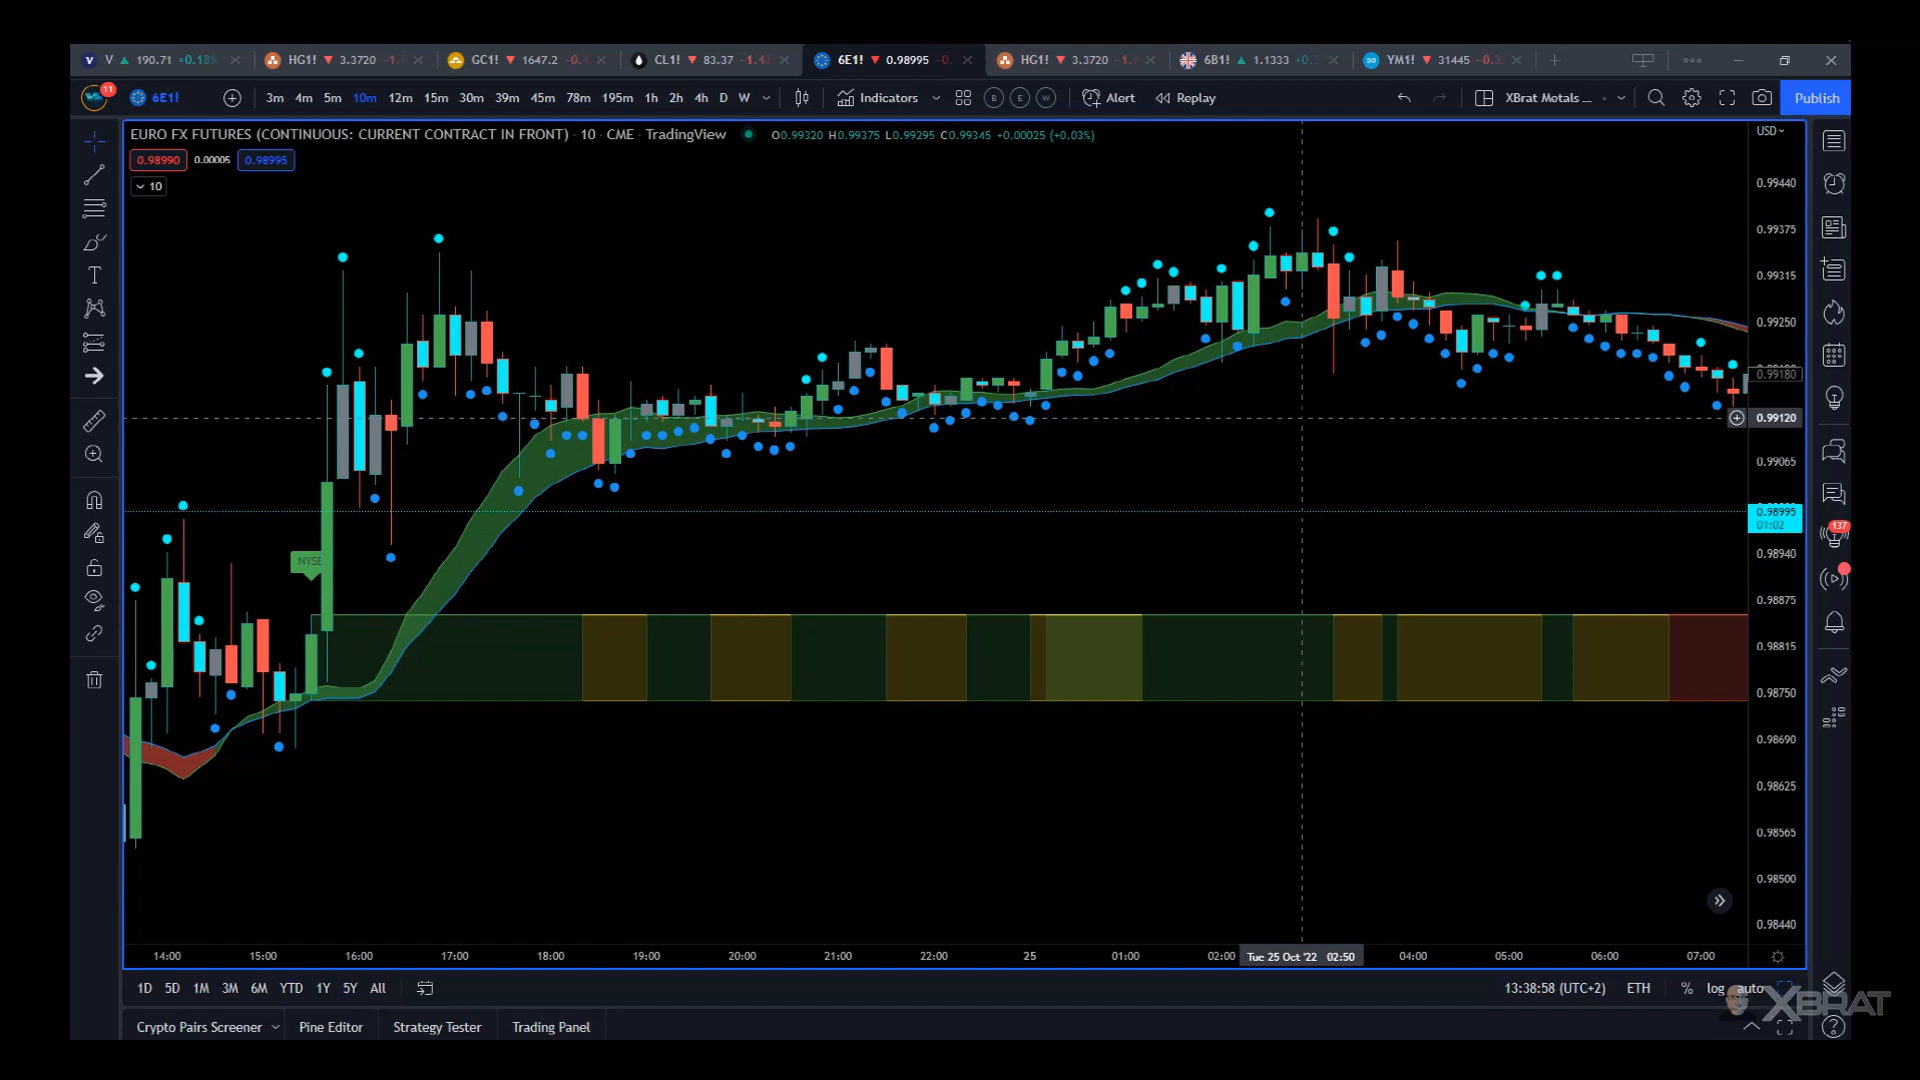 V 190.71 +0.18% HG1! 3.3720 GC1! 1647.2 CL1! 83.37 6E1! 0.98995 HG1! 3.3720 6B1! 1.1333 YM1! 31445
11 6E1! 3m 4m 5m 10m 12m 15m 30m 39m 45m 78m 195m 1h 2h 4h D W Indicators B E W Alert Replay XBrat Metals ... Publish
EURO FX FUTURES (CONTINUOUS: CURRENT CONTRACT IN FRONT) · 10 · CME · TradingView O0.99320 H0.99375 L0.99295 C0.99345 +0.00025 (+0.03%) USD
0.98990 0.00005 0.98995
10
0.99440
0.99375
0.99315
0.99250
0.99180
0.99120
0.99065
0.98995
01:02
137
NYSE
0.98940
0.98875
0.98815
0.98750
0.98690
0.98625
0.98565
0.98500
0.98440
14:00 15:00 16:00 17:00 18:00 19:00 20:00 21:00 22:00 25 01:00 02:00 Tue 25 Oct '22 02:50 04:00 05:00 06:00 07:00
1D 5D 1M 3M 6M YTD 1Y 5Y All 13:38:58 (UTC+2) ETH % log auto
XBRAT
Crypto Pairs Screener Pine Editor Strategy Tester Trading Panel